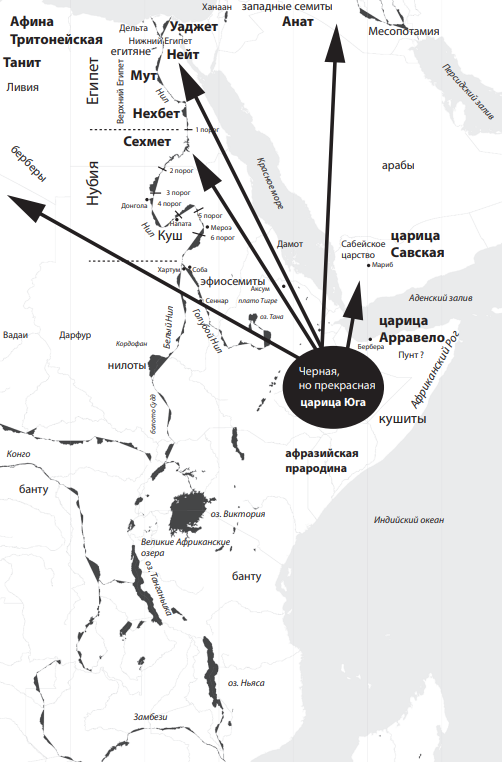 Ханаан
западные семиты
Афина
Тритонейская
Дельта
Уаджет
Анат
Месопотамия
Нижний Египет
египтяне
Нейт
Танит
Ливия
Египет
Верхний Египет
Мут
Нил
Персидский залив
Нехбет
1 порог
Сехмет
берберы
Нубия
2 порог
Красное море
арабы
3 порог
4 порог
Донгола
Нил
5 порог
Напата
Мероэ
Куш
6 порог
Дамот
Сабейское
царство
царица
Савская
Мариб
Хартум
Соба
эфиосемиты
Аксум
плато Тигре
Аденский залив
Сеннар
Белый Нил
Голубой Нил
оз. Тана
царица
Арравело
Вадаи
Дарфур
Кордофан
Бербера
Пунт ?
Африканский Рог
нилоты
Черная,
но прекрасная
царица Юга
болото Судд
кушиты
Конго
афразийская
прародина
банту
оз. Виктория
Индийский океан
Великие Африканские
озера
оз. Танганьика
банту
оз. Ньяса
Замбези